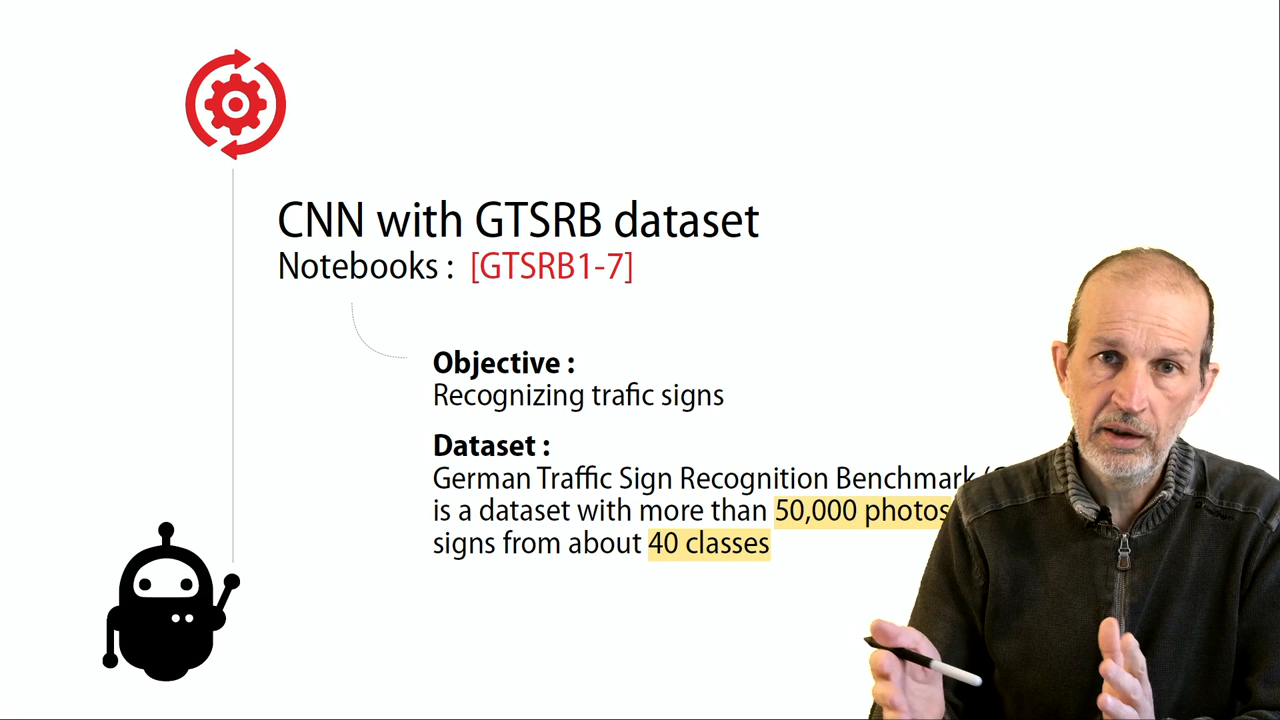 CNN with GTSRB dataset
Notebooks : [GTSRB1-7]
Objective :
Recognizing trafic signs
Dataset :
German Traffic Sign Recognition Benchmark
is a dataset with more than 50,000 photos
signs from about 40 classes